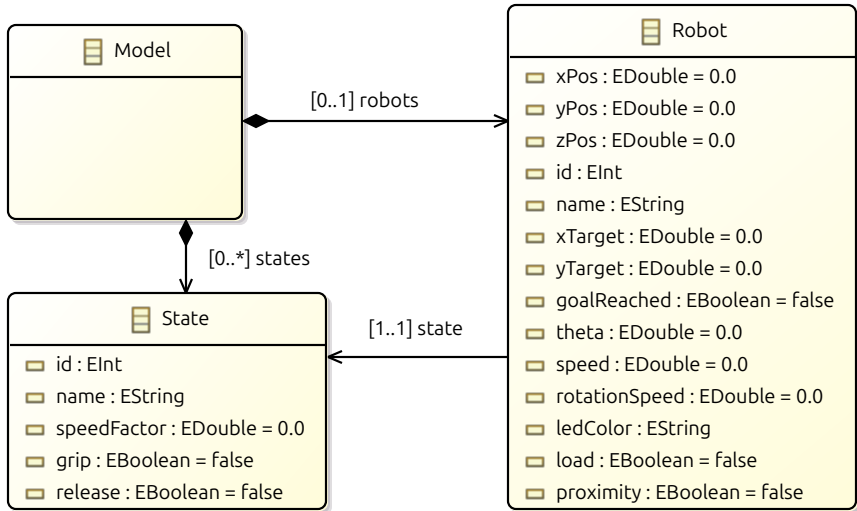 Model
[0..1] robots
[0..*] states
State
id : EInt
name : EString
speedFactor : EDouble = 0.0
grip : EBoolean = false
release : EBoolean = false
[1..1] state
Robot
xPos : EDouble = 0.0
yPos : EDouble = 0.0
zPos : EDouble = 0.0
id : EInt
name : EString
xTarget : EDouble = 0.0
yTarget : EDouble = 0.0
goalReached : EBoolean = false
theta : EDouble = 0.0
speed : EDouble = 0.0
rotationSpeed : EDouble = 0.0
ledColor : EString
load : EBoolean = false
proximity : EBoolean = false